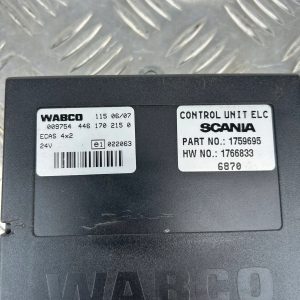 WABCO 115 06/07
009754 446 170 215 0
ECAS 4x2
24V e1 022063
CONTROL UNIT ELC
SCANIA
PART NO.: 1759695
HW NO.: 1766833
6870
WABCO